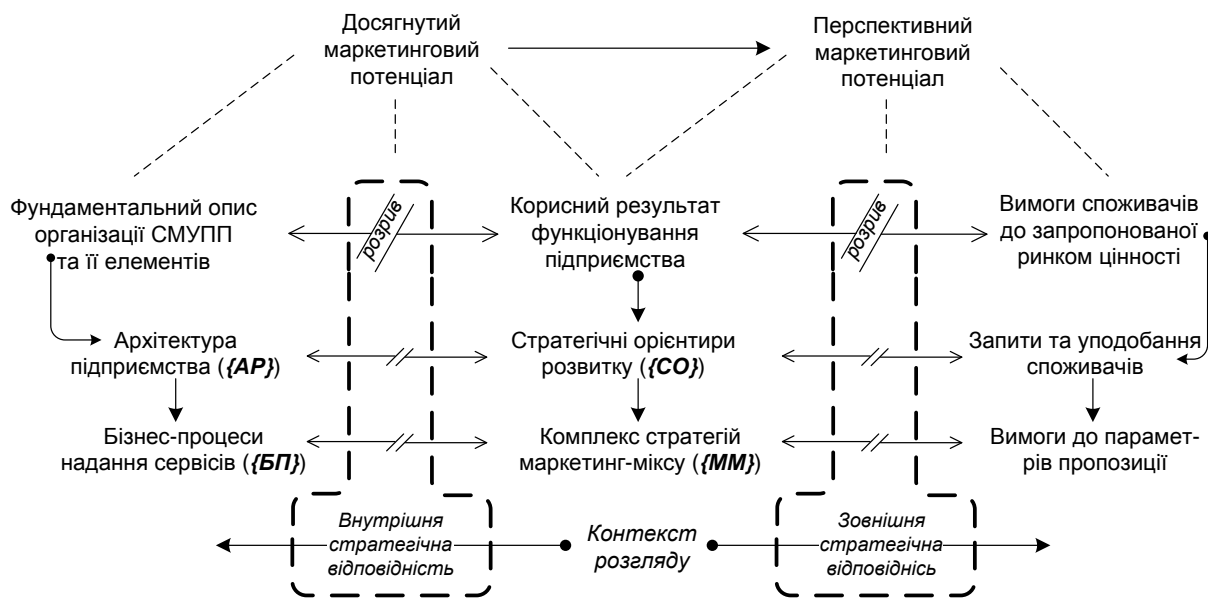 Досягнутий
маркетинговий
потенціал
Перспективний
маркетинговий
потенціал
Фундаментальний опис
організації СМУПП
та її елементів
розрив
Корисний результат
функціонування
підприємства
розрив
Вимоги споживачів
до запропонованої
ринком цінності
Архітектура
підприємства ({АР})
Стратегічні орієнтири
розвитку ({СО})
Запити та уподобання
споживачів
Бізнес-процеси
надання сервісів ({БП})
Комплекс стратегій
маркетинг-міксу ({ММ})
Вимоги до парамет-
рів пропозиції
Внутрішня
стратегічна
відповідність
Контекст
розгляду
Зовнішня
стратегічна
відповіднісь